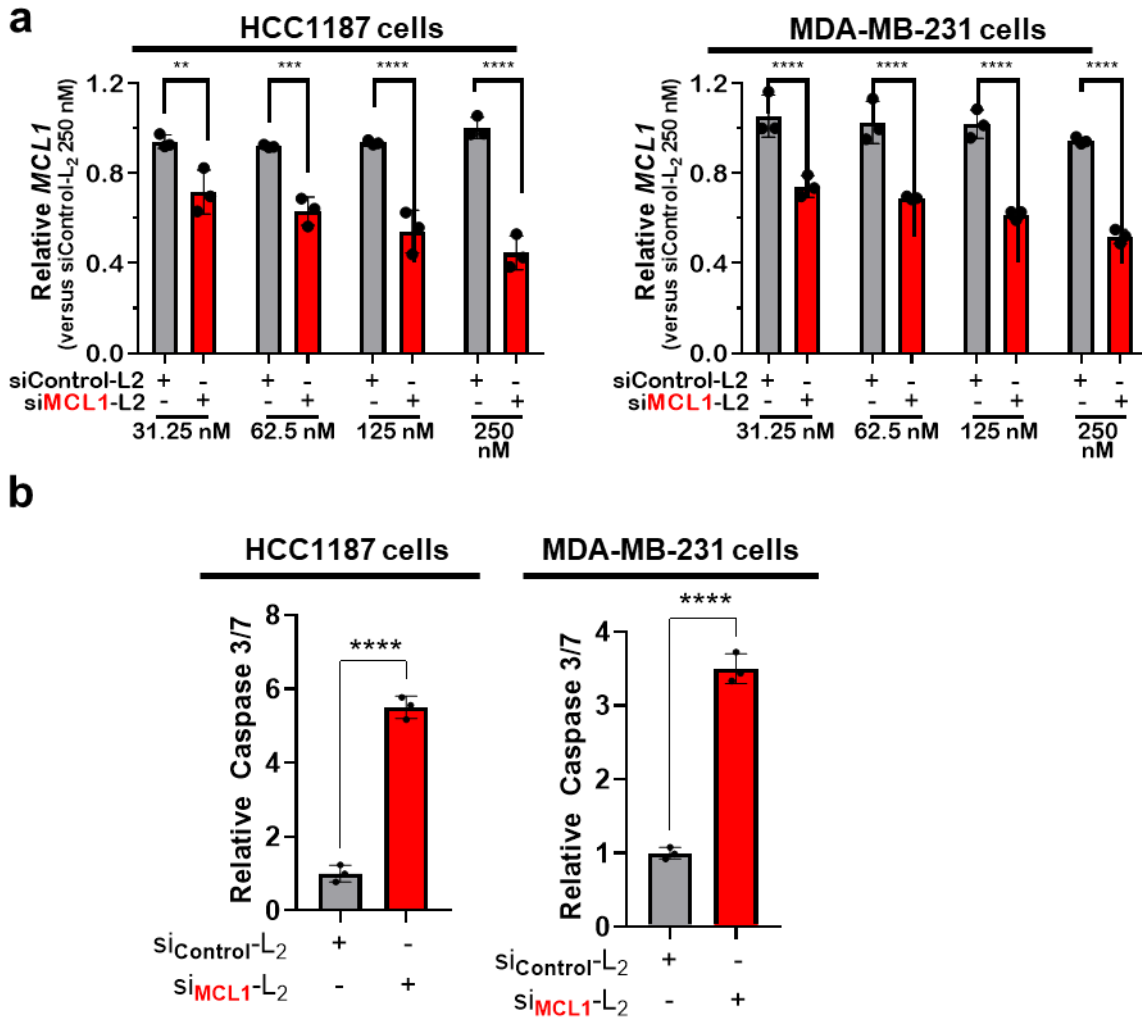 a
HCC1187 cells
MDA-MB-231 cells
** *** **** ****
**** **** **** ****
Relative MCL1
(versus siControl-L₂ 250 nM)
1.2
0.8
0.4
0.0
siControl-L2 + - + - + - + -
siMCL1-L2 - + - + - + - +
31.25 nM 62.5 nM 125 nM 250 nM
Relative MCL1
(versus siControl-L₂ 250 nM)
1.2
0.8
0.4
0.0
siControl-L2 + - + - + - + -
siMCL1-L2 - + - + - + - +
31.25 nM 62.5 nM 125 nM 250 nM
b
HCC1187 cells
MDA-MB-231 cells
Relative Caspase 3/7
8
6
4
2
0
****
siControl-L₂ + -
siMCL1-L₂ - +
Relative Caspase 3/7
4
3
2
1
0
****
siControl-L₂ + -
siMCL1-L₂ - +